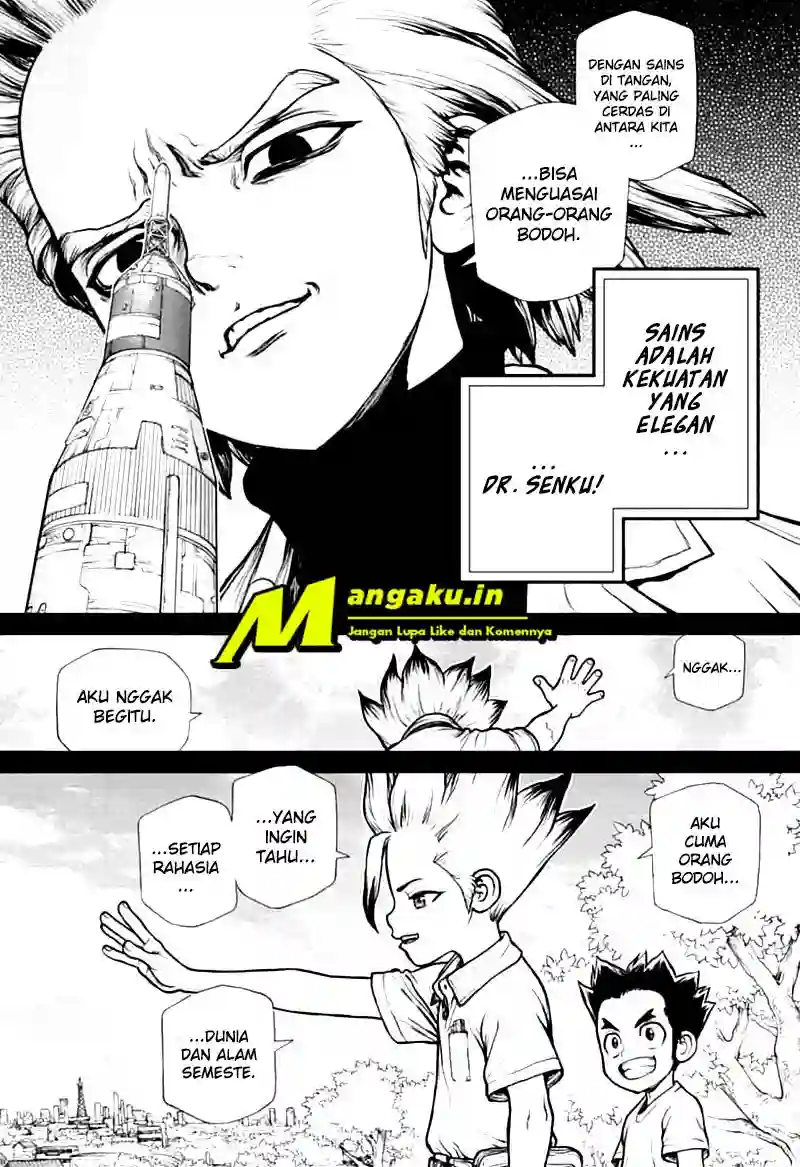 DENGAN SAINS
DI TANGAN,
YANG PALING
CERDAS DI
ANTARA KITA
...
...BISA
MENGUASAI
ORANG-ORANG
BODOH.
SAINS
ADALAH
KEKUATAN
YANG
ELEGAN
...
...
DR. SENKU!
Mangaku.in
Jangan Lupa Like dan Komennya
NGGAK...
AKU NGGAK
BEGITU.
AKU
CUMA
ORANG
BODOH...
...YANG
INGIN
TAHU...
...SETIAP
RAHASIA
...
...DUNIA
DAN ALAM
SEMESTE.